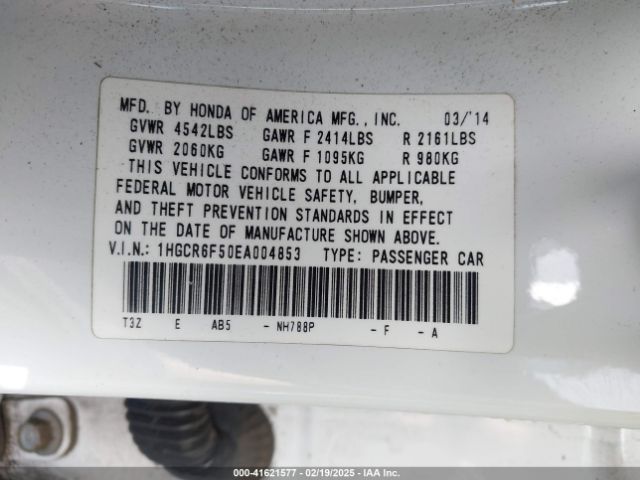 MFD. BY HONDA OF AMERICA MFG., INC. 03/'14
GVWR 4542LBS GAWR F 2414LBS R 2161LBS
GVWR 2060KG GAWR F 1095KG R 980KG
THIS VEHICLE CONFORMS TO ALL APPLICABLE
FEDERAL MOTOR VEHICLE SAFETY, BUMPER,
AND THEFT PREVENTION STANDARDS IN EFFECT
ON THE DATE OF MANUFACTURE SHOWN ABOVE.
V.I.N.: 1HGCR6F50EA004853 TYPE: PASSENGER CAR
T3Z E AB5 - NH788P - F - A
000-41621577 - 02/19/2025 - IAA Inc.